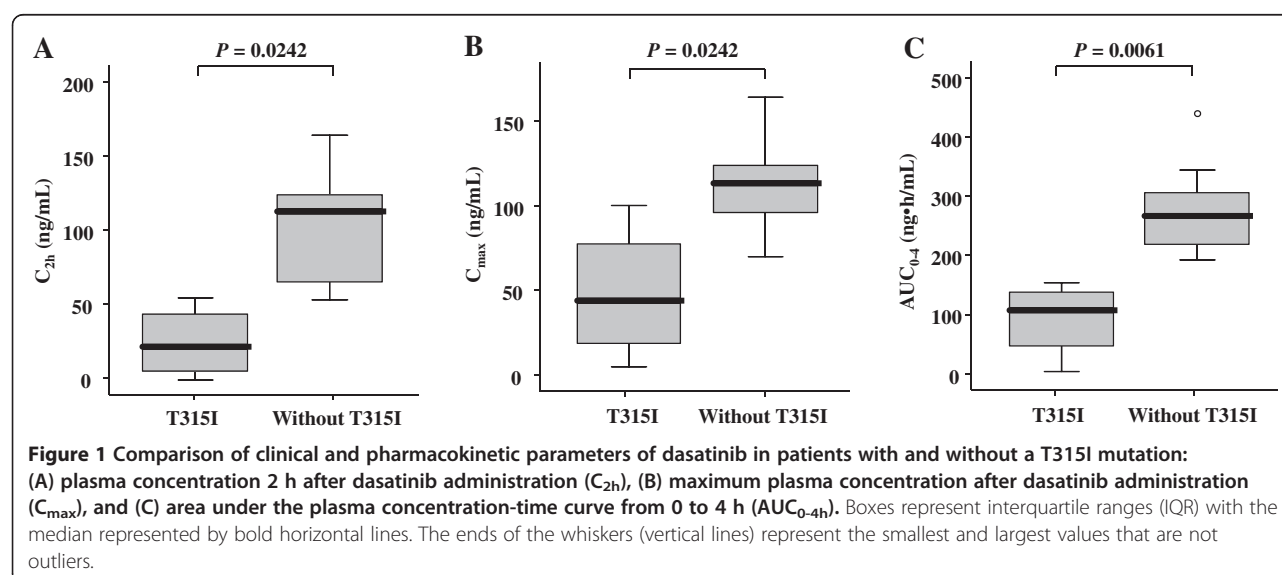 A
P = 0.0242
200
150
100
50
0
C2h (ng/mL)
T315I
Without T315I
B
P = 0.0242
150
100
50
0
Cmax (ng/mL)
T315I
Without T315I
C
P = 0.0061
500
400
300
200
100
0
AUC0-4 (ng•h/mL)
T315I
Without T315I
Figure 1 Comparison of clinical and pharmacokinetic parameters of dasatinib in patients with and without a T315I mutation:
(A) plasma concentration 2 h after dasatinib administration (C2h), (B) maximum plasma concentration after dasatinib administration
(Cmax), and (C) area under the plasma concentration-time curve from 0 to 4 h (AUC0-4h). Boxes represent interquartile ranges (IQR) with the
median represented by bold horizontal lines. The ends of the whiskers (vertical lines) represent the smallest and largest values that are not
outliers.